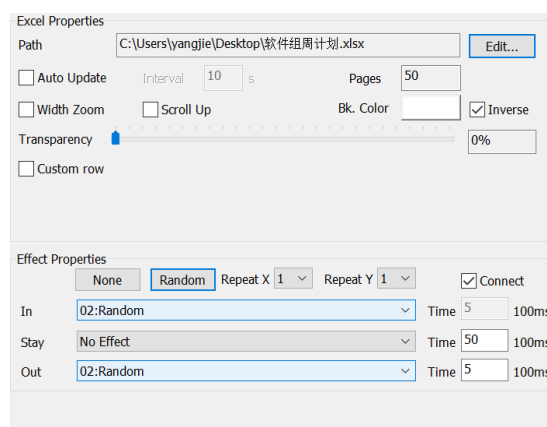 Excel Properties
Path C:\Users\yangjie\Desktop\软件组周计划.xlsx Edit...
Auto Update Interval 10 s Pages 50
Width Zoom Scroll Up Bk. Color Inverse
Transparency 0%
Custom row
Effect Properties
None Random Repeat X 1 Repeat Y 1 Connect
In 02:Random Time 5 100ms
Stay No Effect Time 50 100ms
Out 02:Random Time 5 100ms